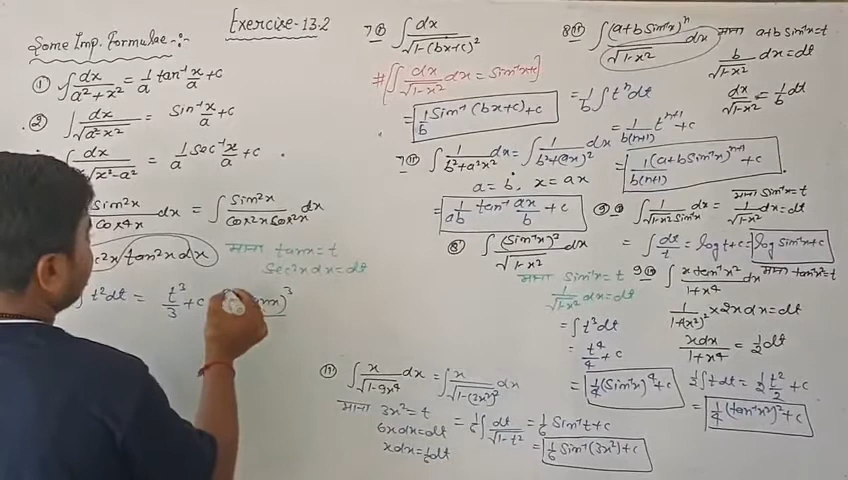 Exercise-13.2
Some Imp. Formulae -:-
① ∫ dx/(a²+x²) = 1/a tan⁻¹ x/a + c
② ∫ dx/√(a²-x²) = Sin⁻¹ x/a + c
∫ dx/ √(x²-a²) = 1/a Sec⁻¹ x/a + c
Sin²x/Cos⁴x dx = ∫ Sin²x/(Cos²x Cos²x) dx
c²x tan²x dx माना tanx = t
Sec²x dx = dt
t² dt = t³/3 + c
7 ∫ dx/√(1-(bx+c)²)
# [∫ dx/√(1-x²) dx = Sin⁻¹x+c]
= 1/b Sin⁻¹(bx+c)+c
7 ∫ 1/(b²+a²x²) dx = ∫ 1/(b²+(ax)²) dx
a = b, x = ax
= 1/ab tan⁻¹ ax/b + c
⑧ ∫ (Sin⁻¹x)³/√(1-x²) dx
माना Sin⁻¹x = t
1/√(1-x²) dx = dt
= ∫ t³ dt
= t⁴/4 + c
= 1/4 (Sin⁻¹x)⁴ + c
∫ x/√(1-9x⁴) dx = ∫ x/√(1-(3x²)²) dx
माना 3x² = t
6x dx = dt
x dx = 1/6 dt
= 1/6 ∫ dt/√(1-t²) = 1/6 Sin⁻¹t + c
= 1/6 Sin⁻¹(3x²) + c
8 ∫ (a+b Sin⁻¹x)ⁿ/√(1-x²) dx माना a+b Sin⁻¹x = t
b/√(1-x²) dx = dt
dx/√(1-x²) = 1/b dt
= 1/b ∫ tⁿ dt
= 1/b(n+1) tⁿ⁺¹ + c
= 1/b(n+1) (a+b Sin⁻¹x)ⁿ⁺¹ + c
∫ 1/(√(1-x²) Sin⁻¹x) dx = माना Sin⁻¹x = t
1/√(1-x²) dx = dt
= ∫ dt/t = log t + c = log Sin⁻¹x + c
9 ∫ x tan⁻¹x²/(1+x⁴) dx माना tan⁻¹x² = t
1/(1+(x²)²) × 2x dx = dt
x dx/(1+x⁴) = 1/2 dt
1/2 ∫ t dt = 1/2 t²/2 + c
= 1/4 (tan⁻¹x²)² + c